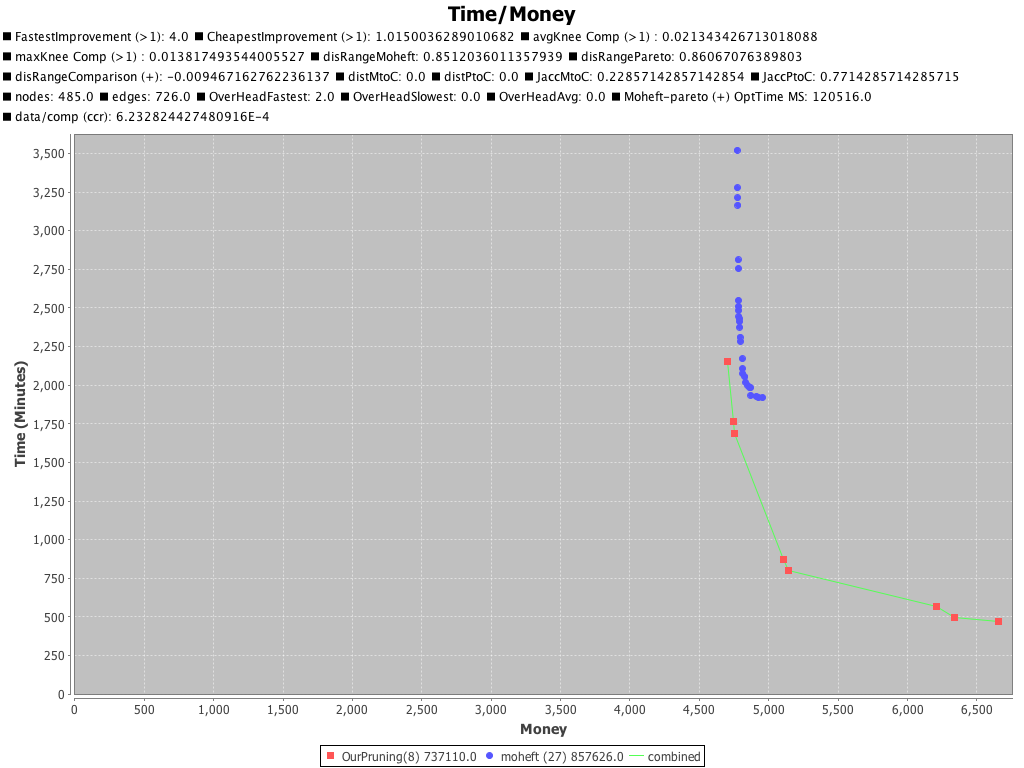 Time/Money
FastestImprovement (>1): 4.0 CheapestImprovement (>1): 1.0150036289010682 avgKnee Comp (>1) : 0.021343426713018088
maxKnee Comp (>1) : 0.013817493544005527 disRangeMoheft: 0.8512036011357939 disRangePareto: 0.86067076389803
disRangeComparison (+): -0.009467162762236137 distMtoC: 0.0 distPtoC: 0.0 JaccMtoC: 0.22857142857142854 JaccPtoC: 0.7714285714285715
nodes: 485.0 edges: 726.0 OverHeadFastest: 2.0 OverHeadSlowest: 0.0 OverHeadAvg: 0.0 Moheft-pareto (+) OptTime MS: 120516.0
data/comp (ccr): 6.232824427480916E-4
3,500
3,250
3,000
2,750
2,500
2,250
2,000
1,750
1,500
1,250
1,000
750
500
250
0
Time (Minutes)
0 500 1,000 1,500 2,000 2,500 3,000 3,500 4,000 4,500 5,000 5,500 6,000 6,500
Money
OurPruning(8) 737110.0 moheft (27) 857626.0 combined